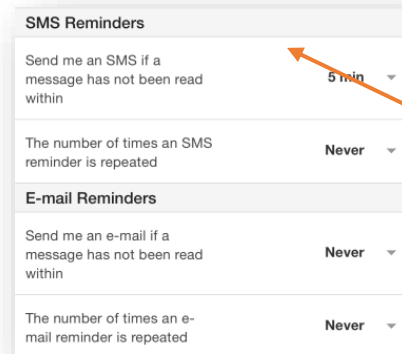 SMS Reminders
Send me an SMS if a
message has not been read
within
5 min
The number of times an SMS
reminder is repeated
Never
E-mail Reminders
Send me an e-mail if a
message has not been read
within
Never
The number of times an e-
mail reminder is repeated
Never